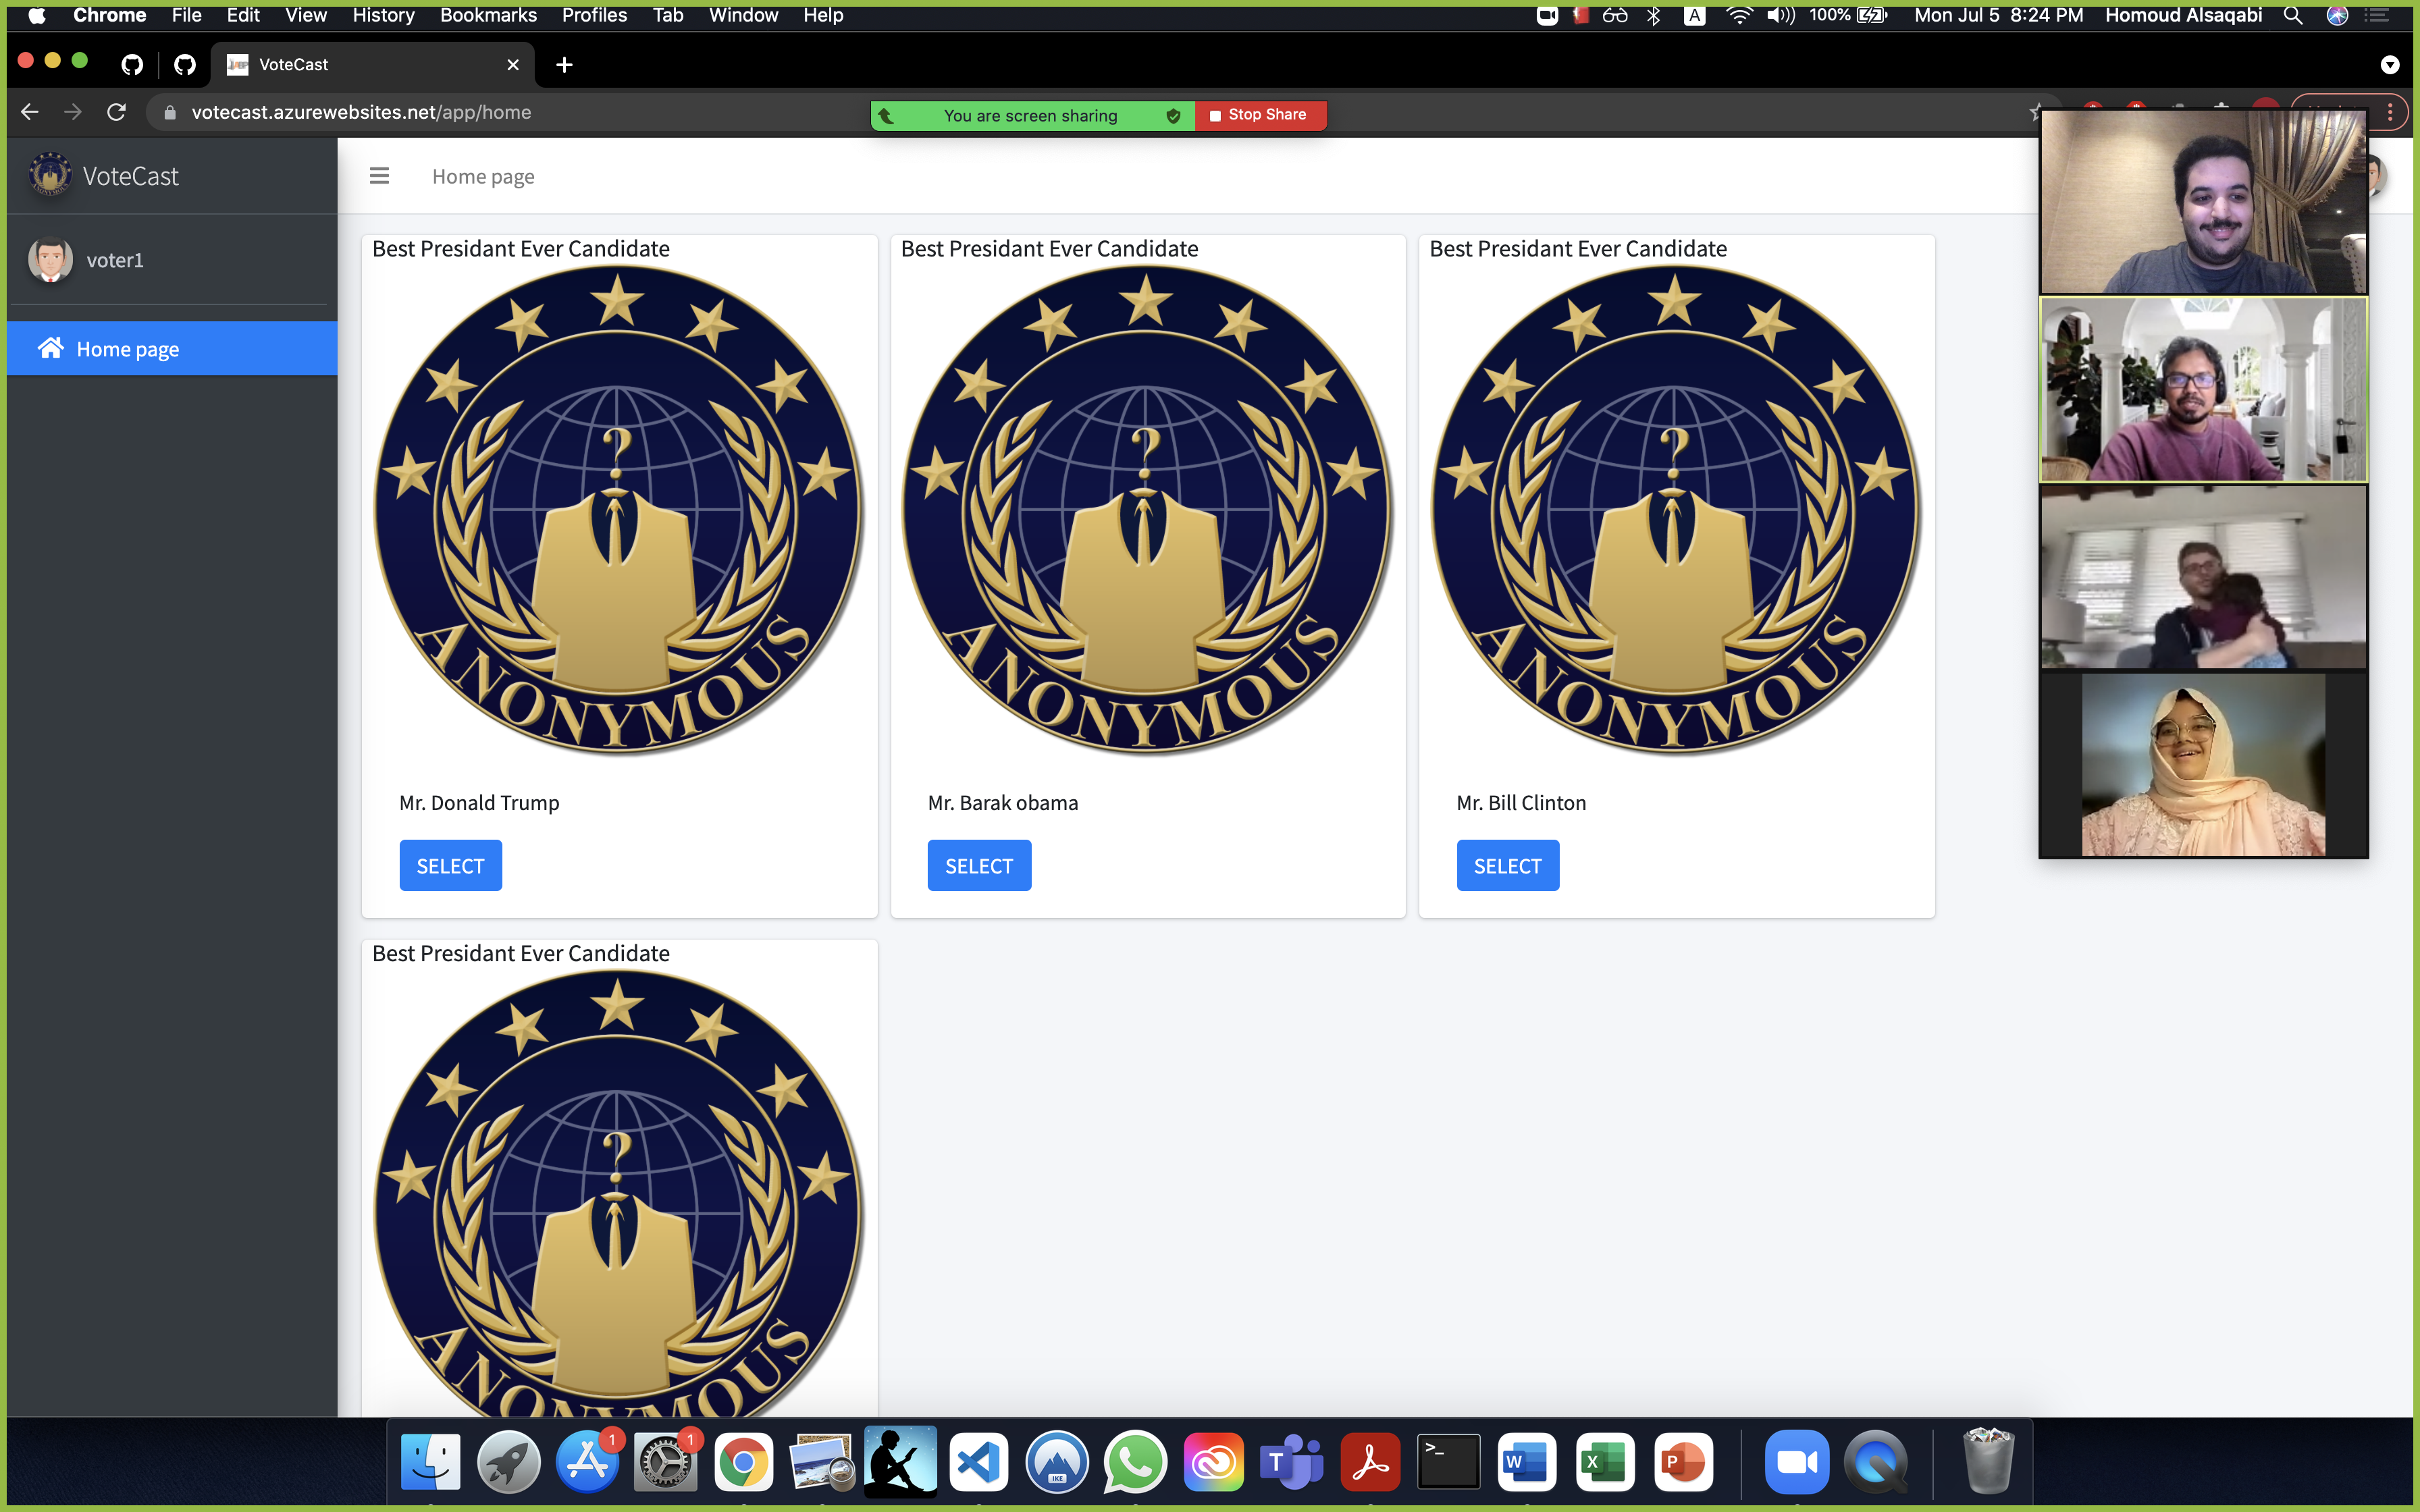 Chrome File Edit View History Bookmarks Profiles Tab Window Help A 100% Mon Jul 5 8:24 PM Homoud Alsaqabi
VoteCast
votecast.azurewebsites.net/app/home
You are screen sharing Stop Share
VoteCast
Home page
voter1
Home page
Best Presidant Ever Candidate
ANONYMOUS
Mr. Donald Trump
SELECT
Best Presidant Ever Candidate
ANONYMOUS
Mr. Barak obama
SELECT
Best Presidant Ever Candidate
ANONYMOUS
Mr. Bill Clinton
SELECT
Best Presidant Ever Candidate
ANONYMOUS
1
1
IKE
T
>_
W
X
P